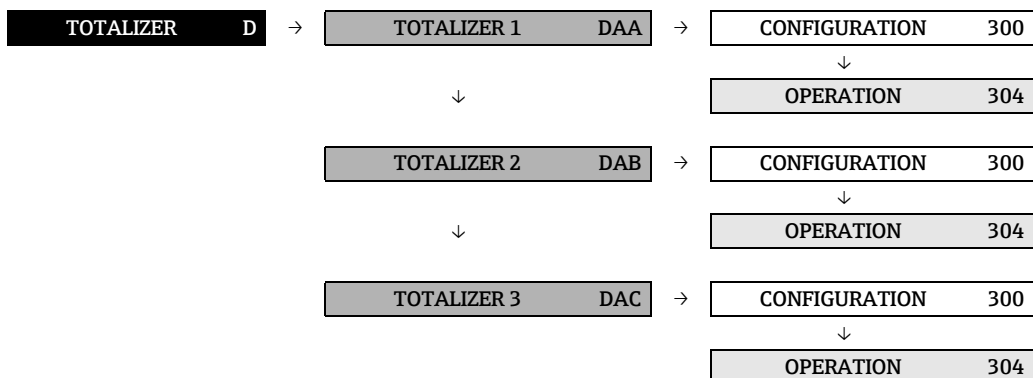 TOTALIZER D → TOTALIZER 1 DAA → CONFIGURATION 300
↓
↓ OPERATION 304
TOTALIZER 2 DAB → CONFIGURATION 300
↓
↓ OPERATION 304
TOTALIZER 3 DAC → CONFIGURATION 300
↓
OPERATION 304